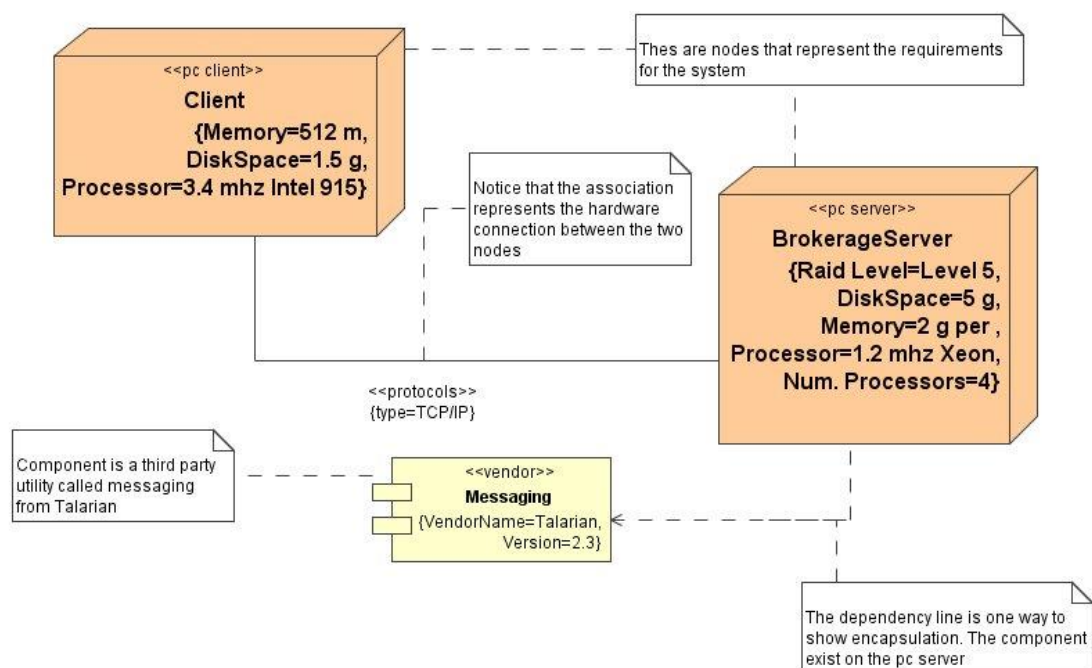 Thes are nodes that represent the requirements
for the system
<<pc client>>
Client
{Memory=512 m,
DiskSpace=1.5 g,
Processor=3.4 mhz Intel 915}
Notice that the association
represents the hardware
connection between the two
nodes
<<pc server>>
BrokerageServer
{Raid Level=Level 5,
DiskSpace=5 g,
Memory=2 g per ,
Processor=1.2 mhz Xeon,
Num. Processors=4}
<<protocols>>
{type=TCP/IP}
Component is a third party
utility called messaging
from Talarian
<<vendor>>
Messaging
{VendorName=Talarian,
Version=2.3}
The dependency line is one way to
show encapsulation. The component
exist on the pc server